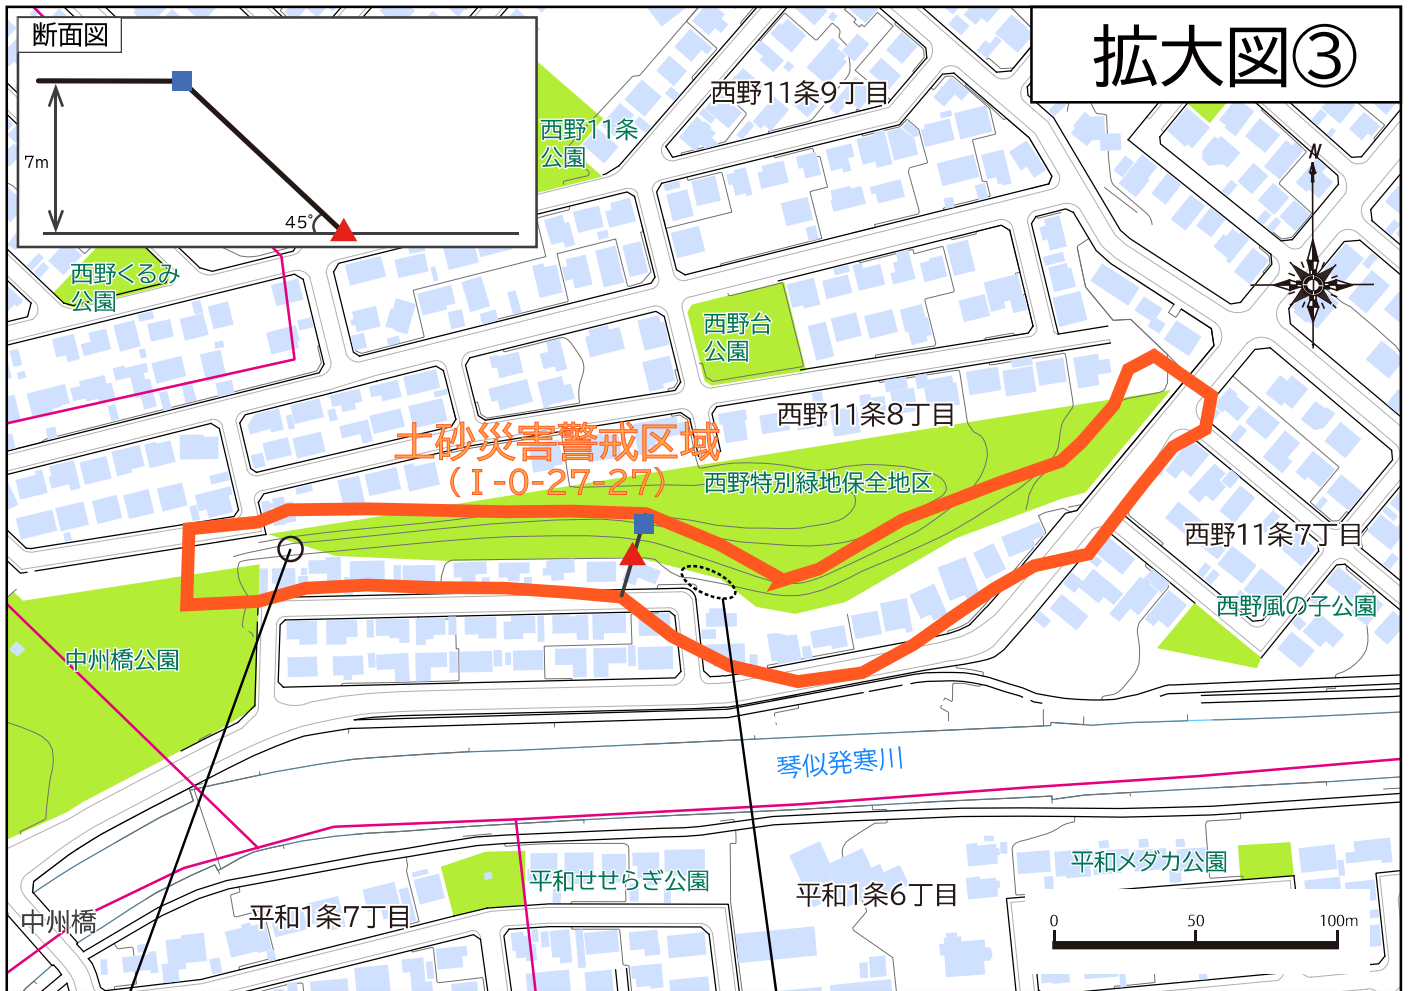 断面図
7m
45°
拡大図③
N
西野11条9丁目
西野11条
公園
西野くるみ
公園
西野台
公園
西野11条8丁目
土砂災害警戒区域
（Ⅰ-0-27-27）
西野特別緑地保全地区
西野11条7丁目
西野風の子公園
中州橋公園
琴似発寒川
平和メダカ公園
平和せせらぎ公園
平和1条6丁目
平和1条7丁目
中州橋
0 50 100m